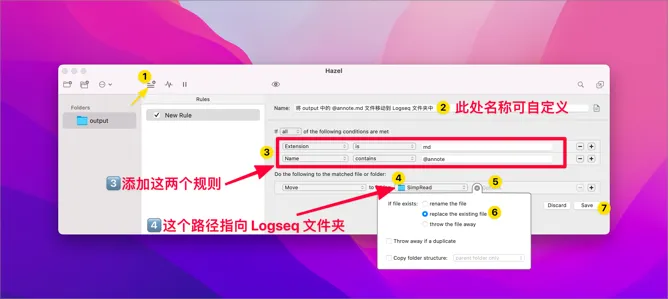 Hazel
1
Folders
output
Rules
New Rule
Name: 将 output 中的 @annote.md 文件移动到 Logseq 文件夹中
2 此处名称可自定义
If all of the following conditions are met
3
Extension is md
Name contains @annote
3 添加这两个规则
Do the following to the matched file or folder:
4 5
Move SimpRead
4 这个路径指向 Logseq 文件夹
If file exists: rename the file
replace the existing file 6
throw the file away
Throw away if a duplicate
Copy folder structure: parent folder only
Discard Save 7